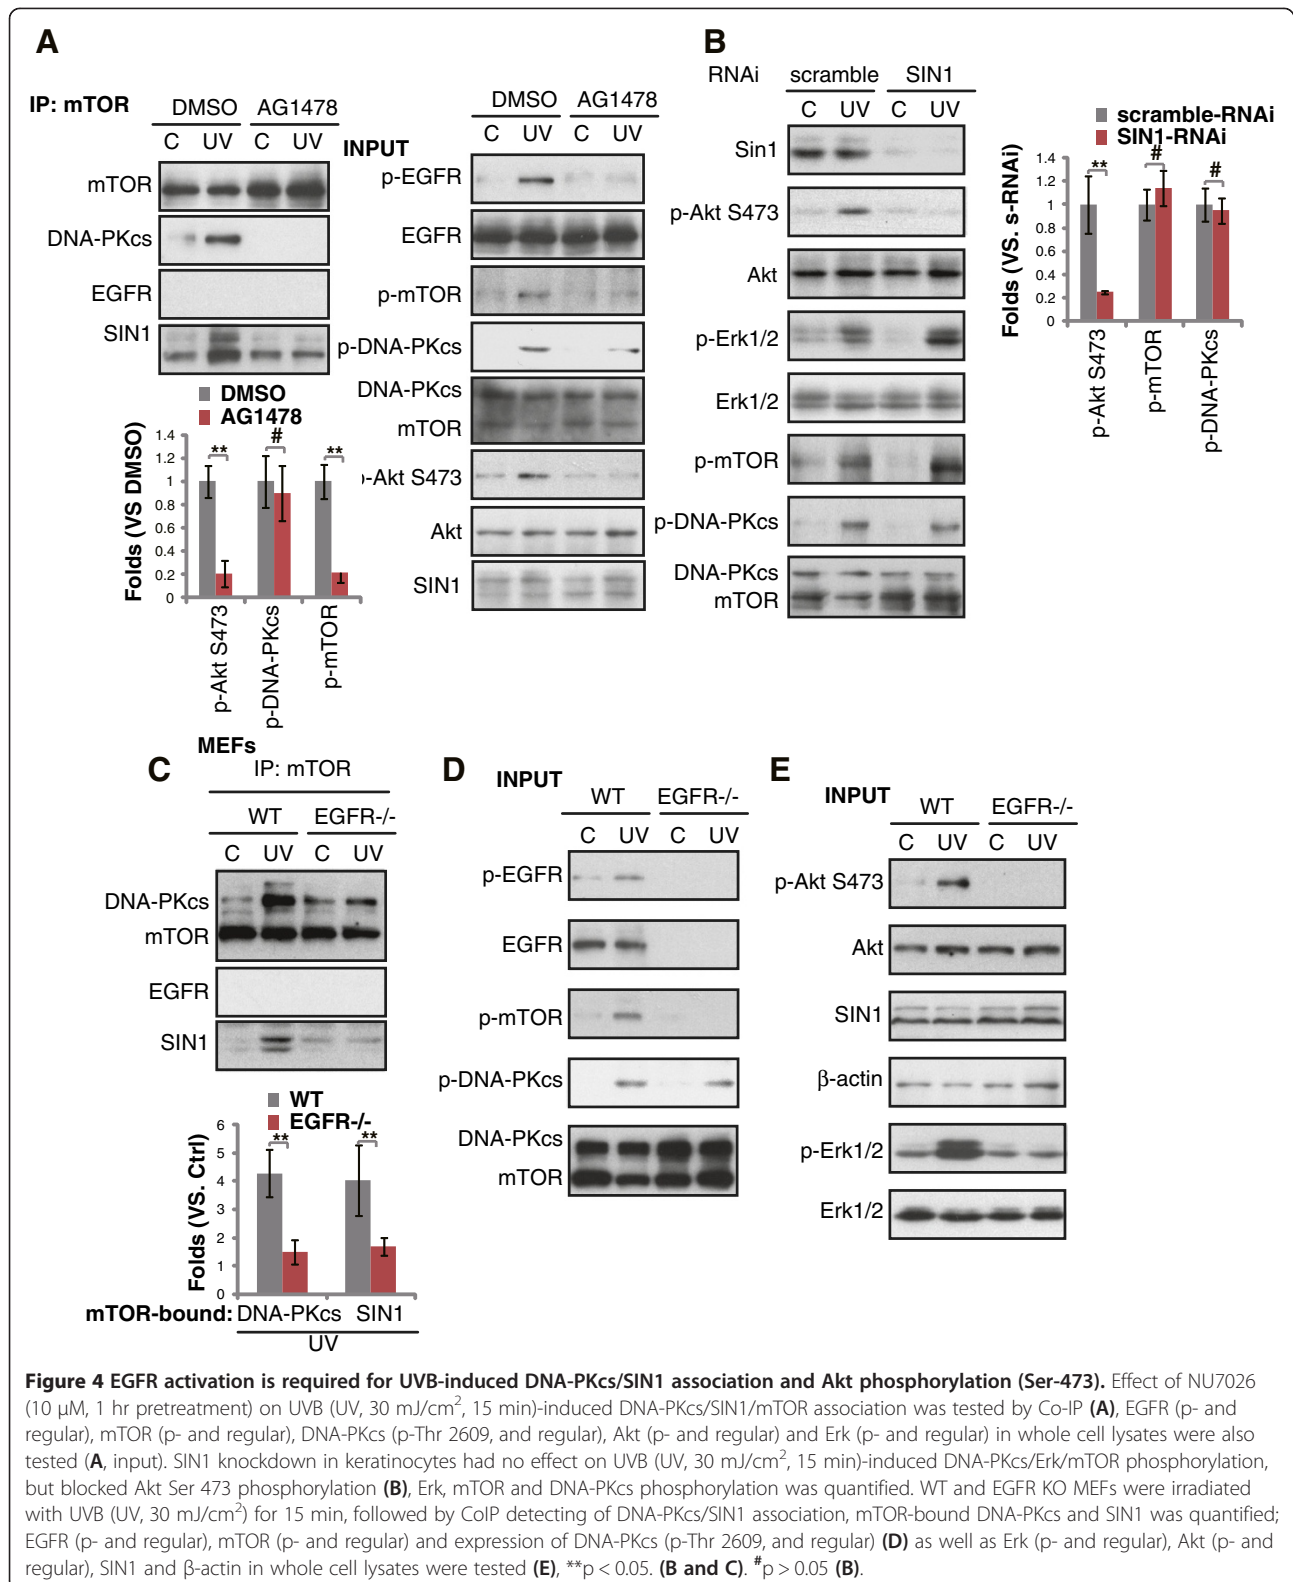 A
IP: mTOR
DMSO AG1478
C UV C UV
mTOR
DNA-PKcs
EGFR
SIN1
DMSO
AG1478
Folds (VS DMSO)
1.4
1.2
1
0.8
0.6
0.4
0.2
0
** # **
p-Akt S473
p-DNA-PKcs
p-mTOR
INPUT
DMSO AG1478
C UV C UV
p-EGFR
EGFR
p-mTOR
p-DNA-PKcs
DNA-PKcs
mTOR
-Akt S473
Akt
SIN1
B
RNAi scramble SIN1
C UV C UV
Sin1
p-Akt S473
Akt
p-Erk1/2
Erk1/2
p-mTOR
p-DNA-PKcs
DNA-PKcs
mTOR
scramble-RNAi
SIN1-RNAi
Folds (VS. s-RNAi)
1.4
1.2
1
0.8
0.6
0.4
0.2
0
** # #
p-Akt S473
p-mTOR
p-DNA-PKcs
MEFs
C
IP: mTOR
WT EGFR-/-
C UV C UV
DNA-PKcs
mTOR
EGFR
SIN1
WT
EGFR-/-
Folds (VS. Ctrl)
6
5
4
3
2
1
0
** **
mTOR-bound: DNA-PKcs SIN1
UV
D
INPUT
WT EGFR-/-
C UV C UV
p-EGFR
EGFR
p-mTOR
p-DNA-PKcs
DNA-PKcs
mTOR
E
INPUT
WT EGFR-/-
C UV C UV
p-Akt S473
Akt
SIN1
β-actin
p-Erk1/2
Erk1/2
Figure 4 EGFR activation is required for UVB-induced DNA-PKcs/SIN1 association and Akt phosphorylation (Ser-473). Effect of NU7026
(10 μM, 1 hr pretreatment) on UVB (UV, 30 mJ/cm², 15 min)-induced DNA-PKcs/SIN1/mTOR association was tested by Co-IP (A), EGFR (p- and
regular), mTOR (p- and regular), DNA-PKcs (p-Thr 2609, and regular), Akt (p- and regular) and Erk (p- and regular) in whole cell lysates were also
tested (A, input). SIN1 knockdown in keratinocytes had no effect on UVB (UV, 30 mJ/cm², 15 min)-induced DNA-PKcs/Erk/mTOR phosphorylation,
but blocked Akt Ser 473 phosphorylation (B), Erk, mTOR and DNA-PKcs phosphorylation was quantified. WT and EGFR KO MEFs were irradiated
with UVB (UV, 30 mJ/cm²) for 15 min, followed by CoIP detecting of DNA-PKcs/SIN1 association, mTOR-bound DNA-PKcs and SIN1 was quantified;
EGFR (p- and regular), mTOR (p- and regular) and expression of DNA-PKcs (p-Thr 2609, and regular) (D) as well as Erk (p- and regular), Akt (p- and
regular), SIN1 and β-actin in whole cell lysates were tested (E), **p < 0.05. (B and C). #p > 0.05 (B).